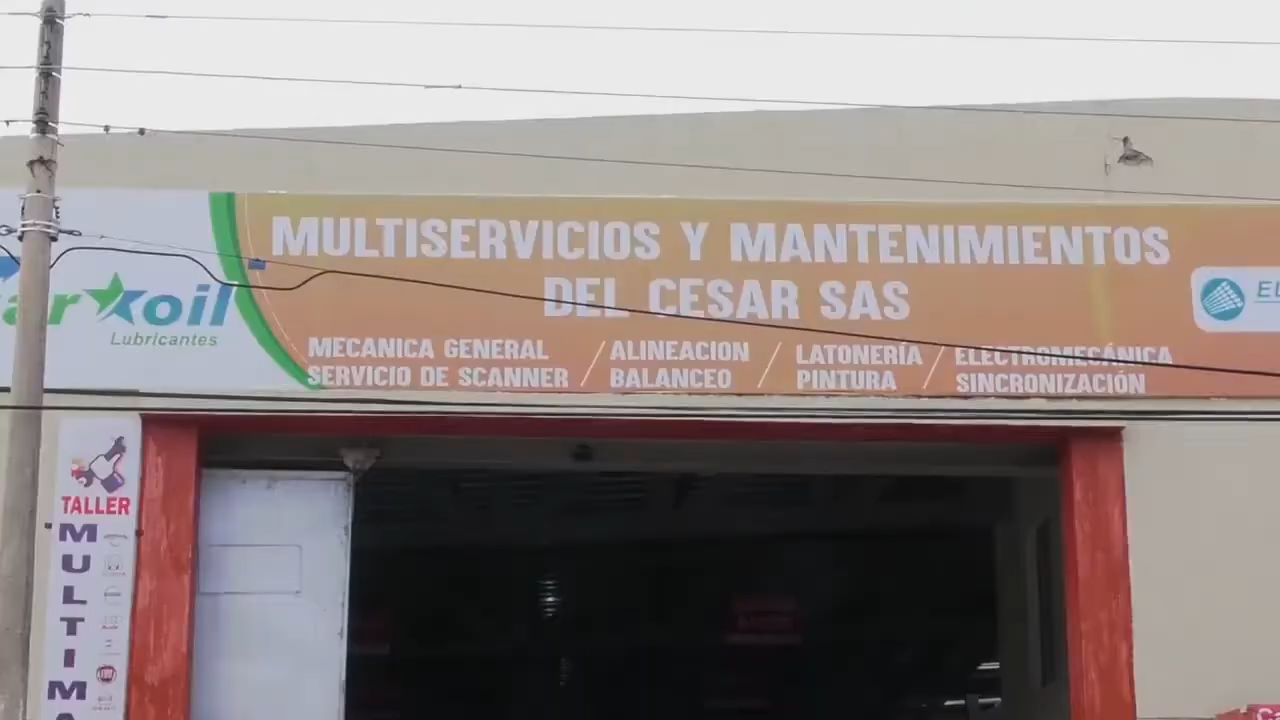 MULTISERVICIOS Y MANTENIMIENTOS
DEL CESAR SAS
oil
Lubricantes
MECANICA GENERAL
SERVICIO DE SCANNER
ALINEACION
BALANCEO
LATONERÍA
PINTURA
ELECTROMECÁNICA
SINCRONIZACIÓN
TALLER
MULTIMA